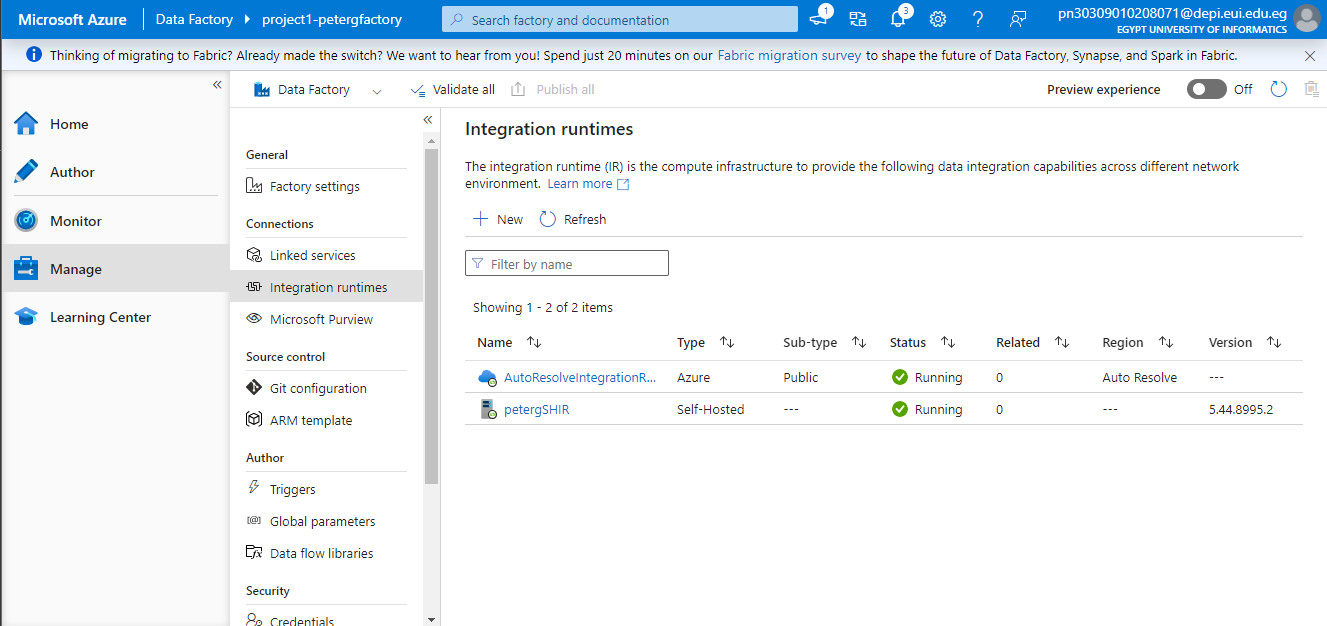 Microsoft Azure
Data Factory
project1-petergfactory
Search factory and documentation
1
3
pn30309010208071@depi.eui.edu.eg
EGYPT UNIVERSITY OF INFORMATICS
Thinking of migrating to Fabric? Already made the switch? We want to hear from you! Spend just 20 minutes on our Fabric migration survey to shape the future of Data Factory, Synapse, and Spark in Fabric.
Data Factory
Validate all
Publish all
Preview experience
Off
Home
Author
Monitor
Manage
Learning Center
General
Factory settings
Connections
Linked services
Integration runtimes
Microsoft Purview
Source control
Git configuration
ARM template
Author
Triggers
Global parameters
Data flow libraries
Security
Credentials
Integration runtimes
The integration runtime (IR) is the compute infrastructure to provide the following data integration capabilities across different network
environment. Learn more
New
Refresh
Filter by name
Showing 1 - 2 of 2 items
Name Type Sub-type Status Related Region Version
AutoResolveIntegrationR... Azure Public Running 0 Auto Resolve ---
petergSHIR Self-Hosted --- Running 0 --- 5.44.8995.2